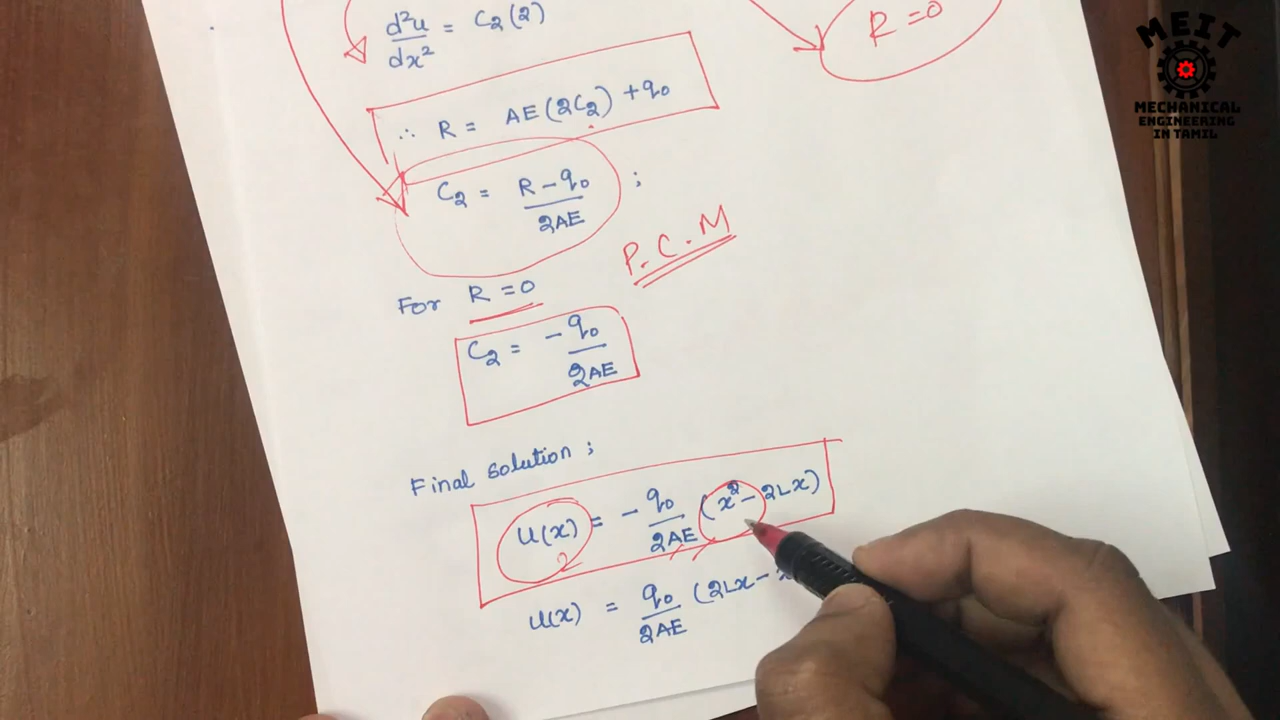 d²u/dx² = C₂(2)
R = 0
MEIT
MECHANICAL
ENGINEERING
IN TAMIL
∴ R = AE(2C₂) + q₀
C₂ = R - q₀ / 2AE ;
P.C.M
For R = 0
C₂ = - q₀ / 2AE
Final solution ;
U(x) = - q₀ / 2AE (x² - 2Lx)
2
U(x) = q₀ / 2AE (2Lx -